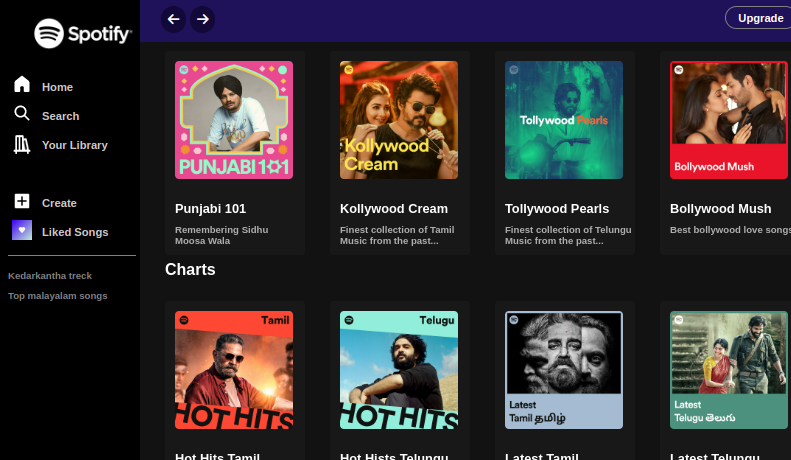 Spotify
Upgrade
Home
Search
Your Library
Create
Liked Songs
Kedarkantha treck
Top malayalam songs
PUNJABI 101
Kollywood
Cream
Tollywood Pearls
Bollywood Mush
Punjabi 101
Remembering Sidhu
Moosa Wala
Kollywood Cream
Finest collection of Tamil
Music from the past...
Tollywood Pearls
Finest collection of Telugu
Music from the past...
Bollywood Mush
Best bollywood love songs
Charts
Tamil
HOT HITS
Telugu
HOT HITS
Latest
Tamil தமிழ்
Latest
Telugu తెలుగు
Hot Hits Tamil
Hot Hists Telungu
Latest Tamil
Latest Telungu